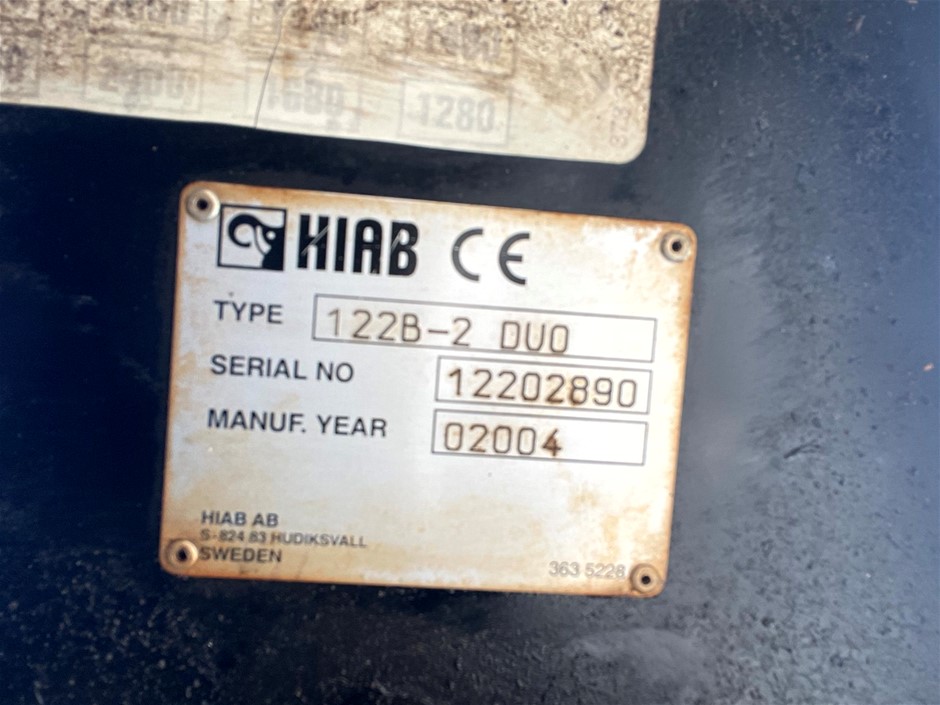 1680
1280
HIAB CE
TYPE 122B-2 DUO
SERIAL NO 12202890
MANUF. YEAR 02004
HIAB AB
S-824 83 HUDIKSVALL
SWEDEN
363 5228